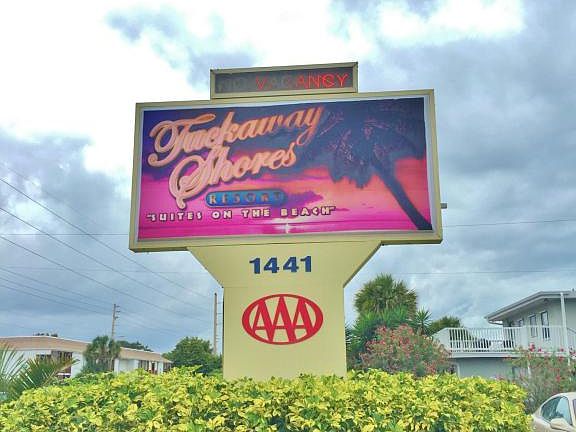 NO VACANCY
Tuckaway
Shores
RESORT
"SUITES ON THE BEACH"
1441
AAA